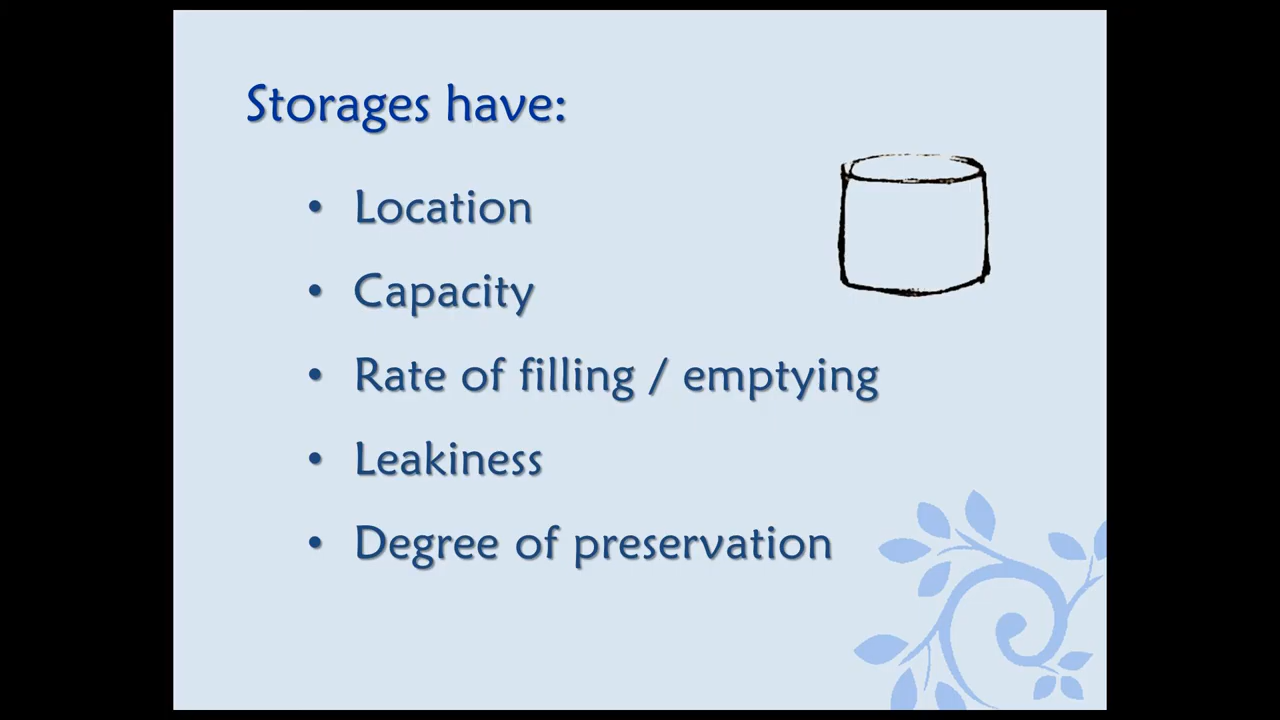 Storages have:
• Location
• Capacity
• Rate of filling / emptying
• Leakiness
• Degree of preservation